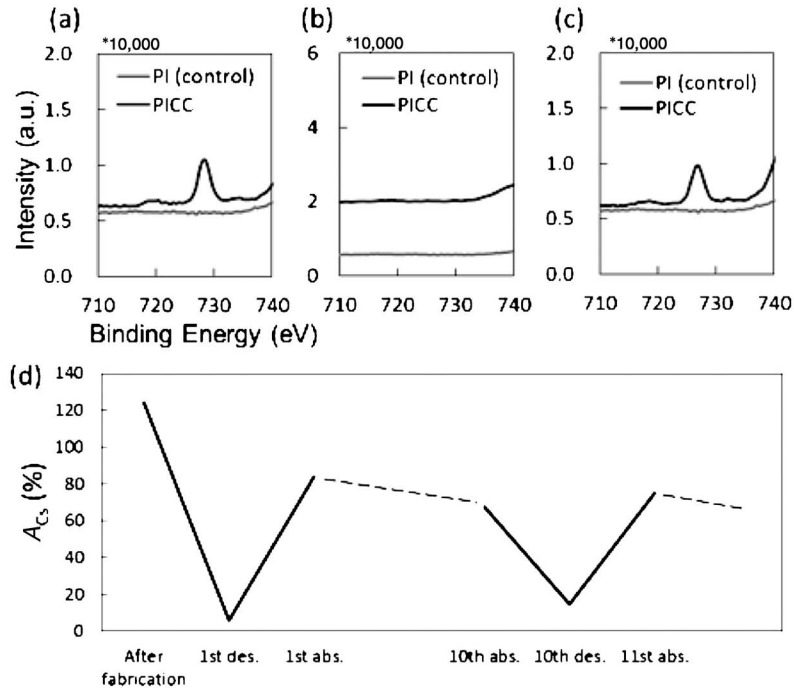 (a)
*10,000
2.0
1.5
1.0
0.5
0.0
PI (control)
PICC
710 720 730 740
Intensity (a.u.)
(b)
*10,000
6
4
2
0
PI (control)
PICC
710 720 730 740
(c)
*10,000
2.0
1.5
1.0
0.5
0.0
PI (control)
PICC
710 720 730 740
Binding Energy (eV)
(d)
140
120
100
80
60
40
20
0
A_Cs (%)
After
fabrication
1st des.
1st abs.
10th abs.
10th des.
11st abs.